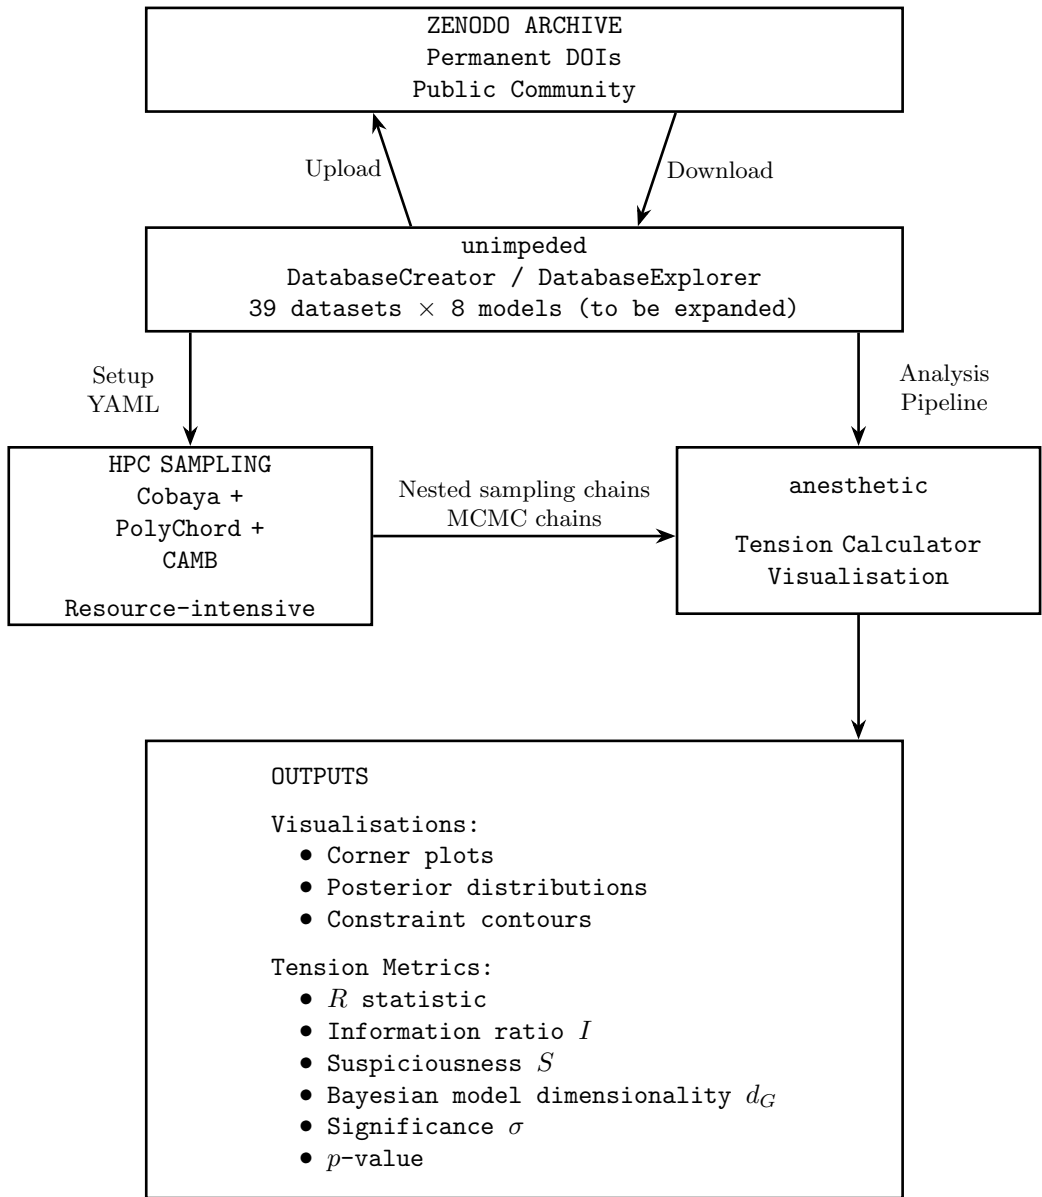 ZENODO ARCHIVE
Permanent DOIs
Public Community
Upload
Download
unimpeded
DatabaseCreator / DatabaseExplorer
39 datasets × 8 models (to be expanded)
Setup
YAML
Analysis
Pipeline
HPC SAMPLING
Cobaya +
PolyChord +
CAMB
Resource-intensive
Nested sampling chains
MCMC chains
anesthetic
Tension Calculator
Visualisation
OUTPUTS
Visualisations:
• Corner plots
• Posterior distributions
• Constraint contours
Tension Metrics:
• R statistic
• Information ratio I
• Suspiciousness S
• Bayesian model dimensionality d_G
• Significance σ
• p-value